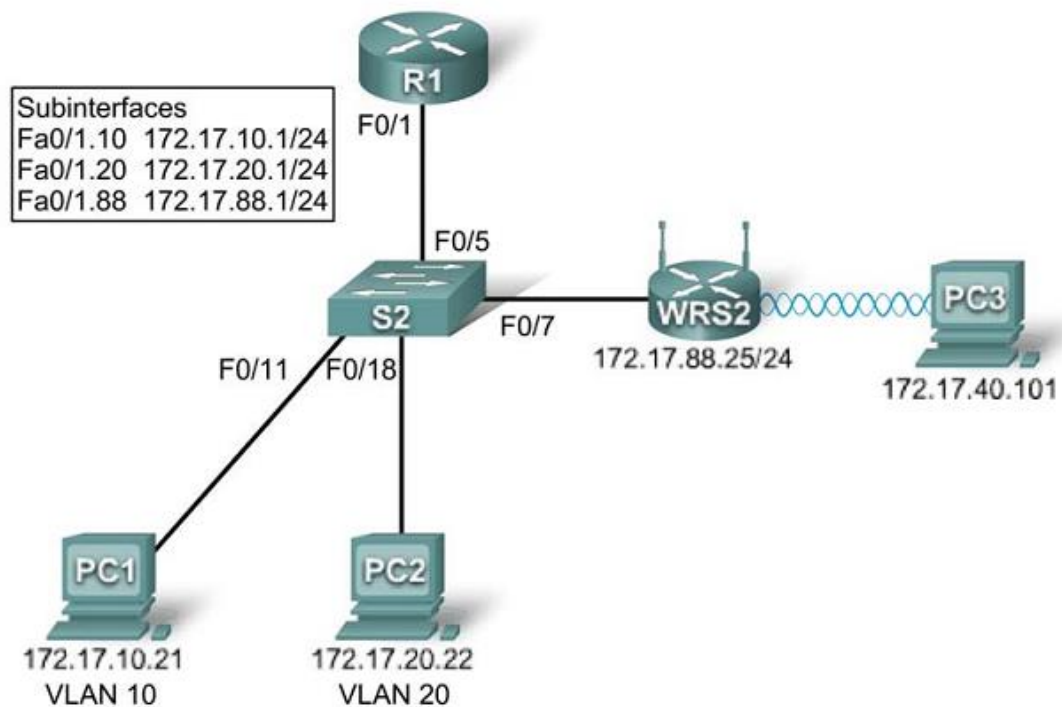 R1
Subinterfaces
Fa0/1.10 172.17.10.1/24
Fa0/1.20 172.17.20.1/24
Fa0/1.88 172.17.88.1/24
F0/1
F0/5
S2
F0/7
WRS2
172.17.88.25/24
PC3
172.17.40.101
F0/11
F0/18
PC1
172.17.10.21
VLAN 10
PC2
172.17.20.22
VLAN 20